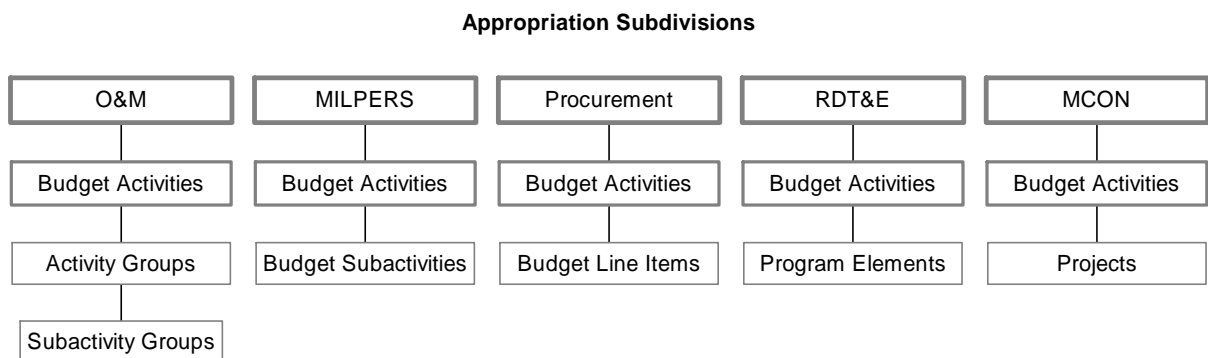 Appropriation Subdivisions
O&M MILPERS Procurement RDT&E MCON
Budget Activities Budget Activities Budget Activities Budget Activities Budget Activities
Activity Groups Budget Subactivities Budget Line Items Program Elements Projects
Subactivity Groups